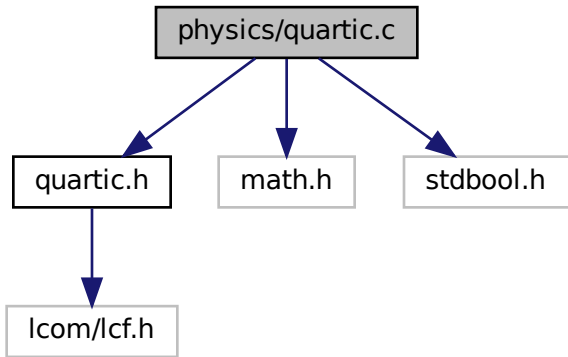 physics/quartic.c
quartic.h
math.h
stdbool.h
lcom/lcf.h